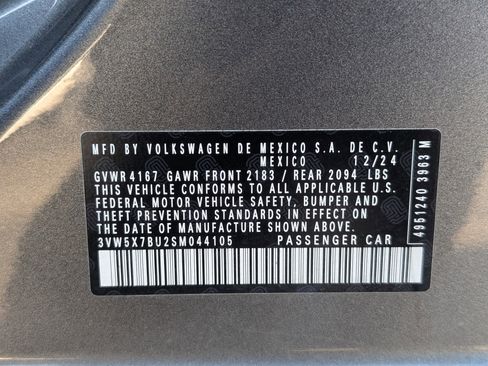 MFD BY VOLKSWAGEN DE MEXICO S.A. DE C.V.
MEXICO 12/24
GVWR 4167 GAWR FRONT 2183 / REAR 2094 LBS
THIS VEHICLE CONFORMS TO ALL APPLICABLE U.S.
FEDERAL MOTOR VEHICLE SAFETY, BUMPER AND
THEFT PREVENTION STANDARDS IN EFFECT ON
THE DATE OF MANUFACTURE SHOWN ABOVE.
3VW5X7BU2SM044105 PASSENGER CAR
4951240 3963 M